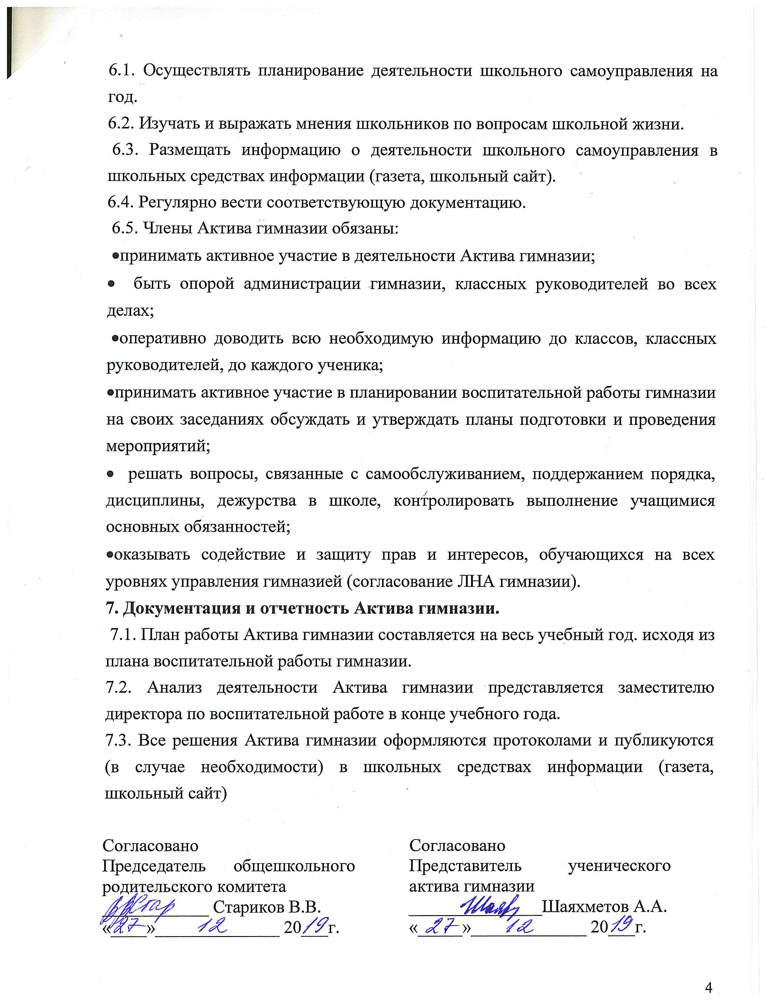 6.1. Осуществлять планирование деятельности школьного самоуправления на
год.
6.2. Изучать и выражать мнения школьников по вопросам школьной жизни.
6.3. Размещать информацию о деятельности школьного самоуправления в
школьных средствах информации (газета, школьный сайт).
6.4. Регулярно вести соответствующую документацию.
6.5. Члены Актива гимназии обязаны:
•принимать активное участие в деятельности Актива гимназии;
• быть опорой администрации гимназии, классных руководителей во всех
делах;
•оперативно доводить всю необходимую информацию до классов, классных
руководителей, до каждого ученика;
•принимать активное участие в планировании воспитательной работы гимназии
на своих заседаниях обсуждать и утверждать планы подготовки и проведения
мероприятий;
• решать вопросы, связанные с самообслуживанием, поддержанием порядка,
дисциплины, дежурства в школе, контролировать выполнение учащимися
основных обязанностей;
•оказывать содействие и защиту прав и интересов, обучающихся на всех
уровнях управления гимназией (согласование ЛНА гимназии).
7. Документация и отчетность Актива гимназии.
7.1. План работы Актива гимназии составляется на весь учебный год. исходя из
плана воспитательной работы гимназии.
7.2. Анализ деятельности Актива гимназии представляется заместителю
директора по воспитательной работе в конце учебного года.
7.3. Все решения Актива гимназии оформляются протоколами и публикуются
(в случае необходимости) в школьных средствах информации (газета,
школьный сайт)
Согласовано
Председатель общешкольного
родительского комитета
Стариков В.В.
«27» 12 2019г.
Согласовано
Представитель ученического
актива гимназии
Шаяхметов А.А.
«27» 12 2019г.
4